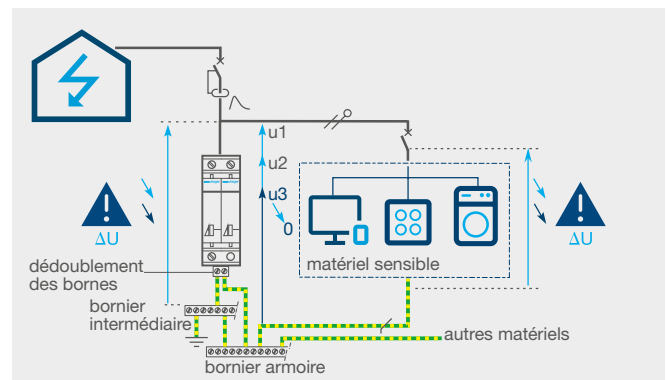 u1
u2
u3
0
ΔU
ΔU
matériel sensible
dédoublement
des bornes
bornier
intermédiaire
autres matériels
bornier armoire